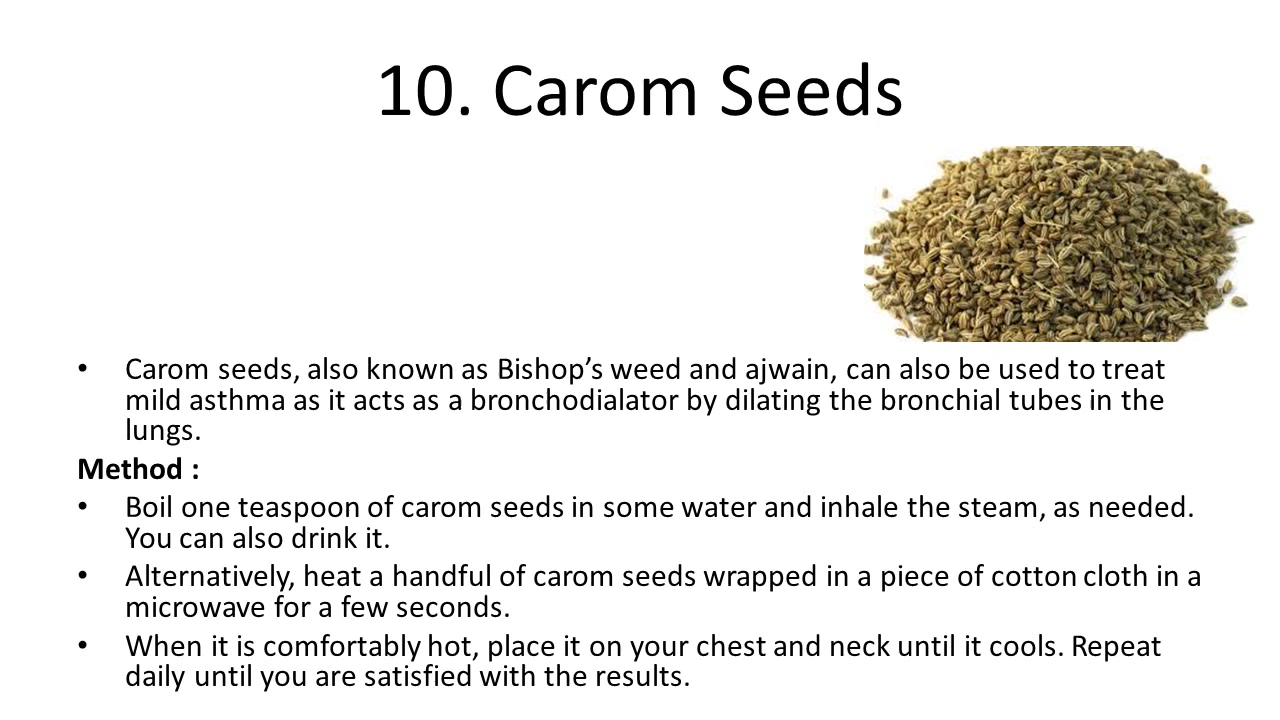 10. Carom Seeds
• Carom seeds, also known as Bishop’s weed and ajwain, can also be used to treat
mild asthma as it acts as a bronchodialator by dilating the bronchial tubes in the
lungs.
Method :
• Boil one teaspoon of carom seeds in some water and inhale the steam, as needed.
You can also drink it.
• Alternatively, heat a handful of carom seeds wrapped in a piece of cotton cloth in a
microwave for a few seconds.
• When it is comfortably hot, place it on your chest and neck until it cools. Repeat
daily until you are satisfied with the results.